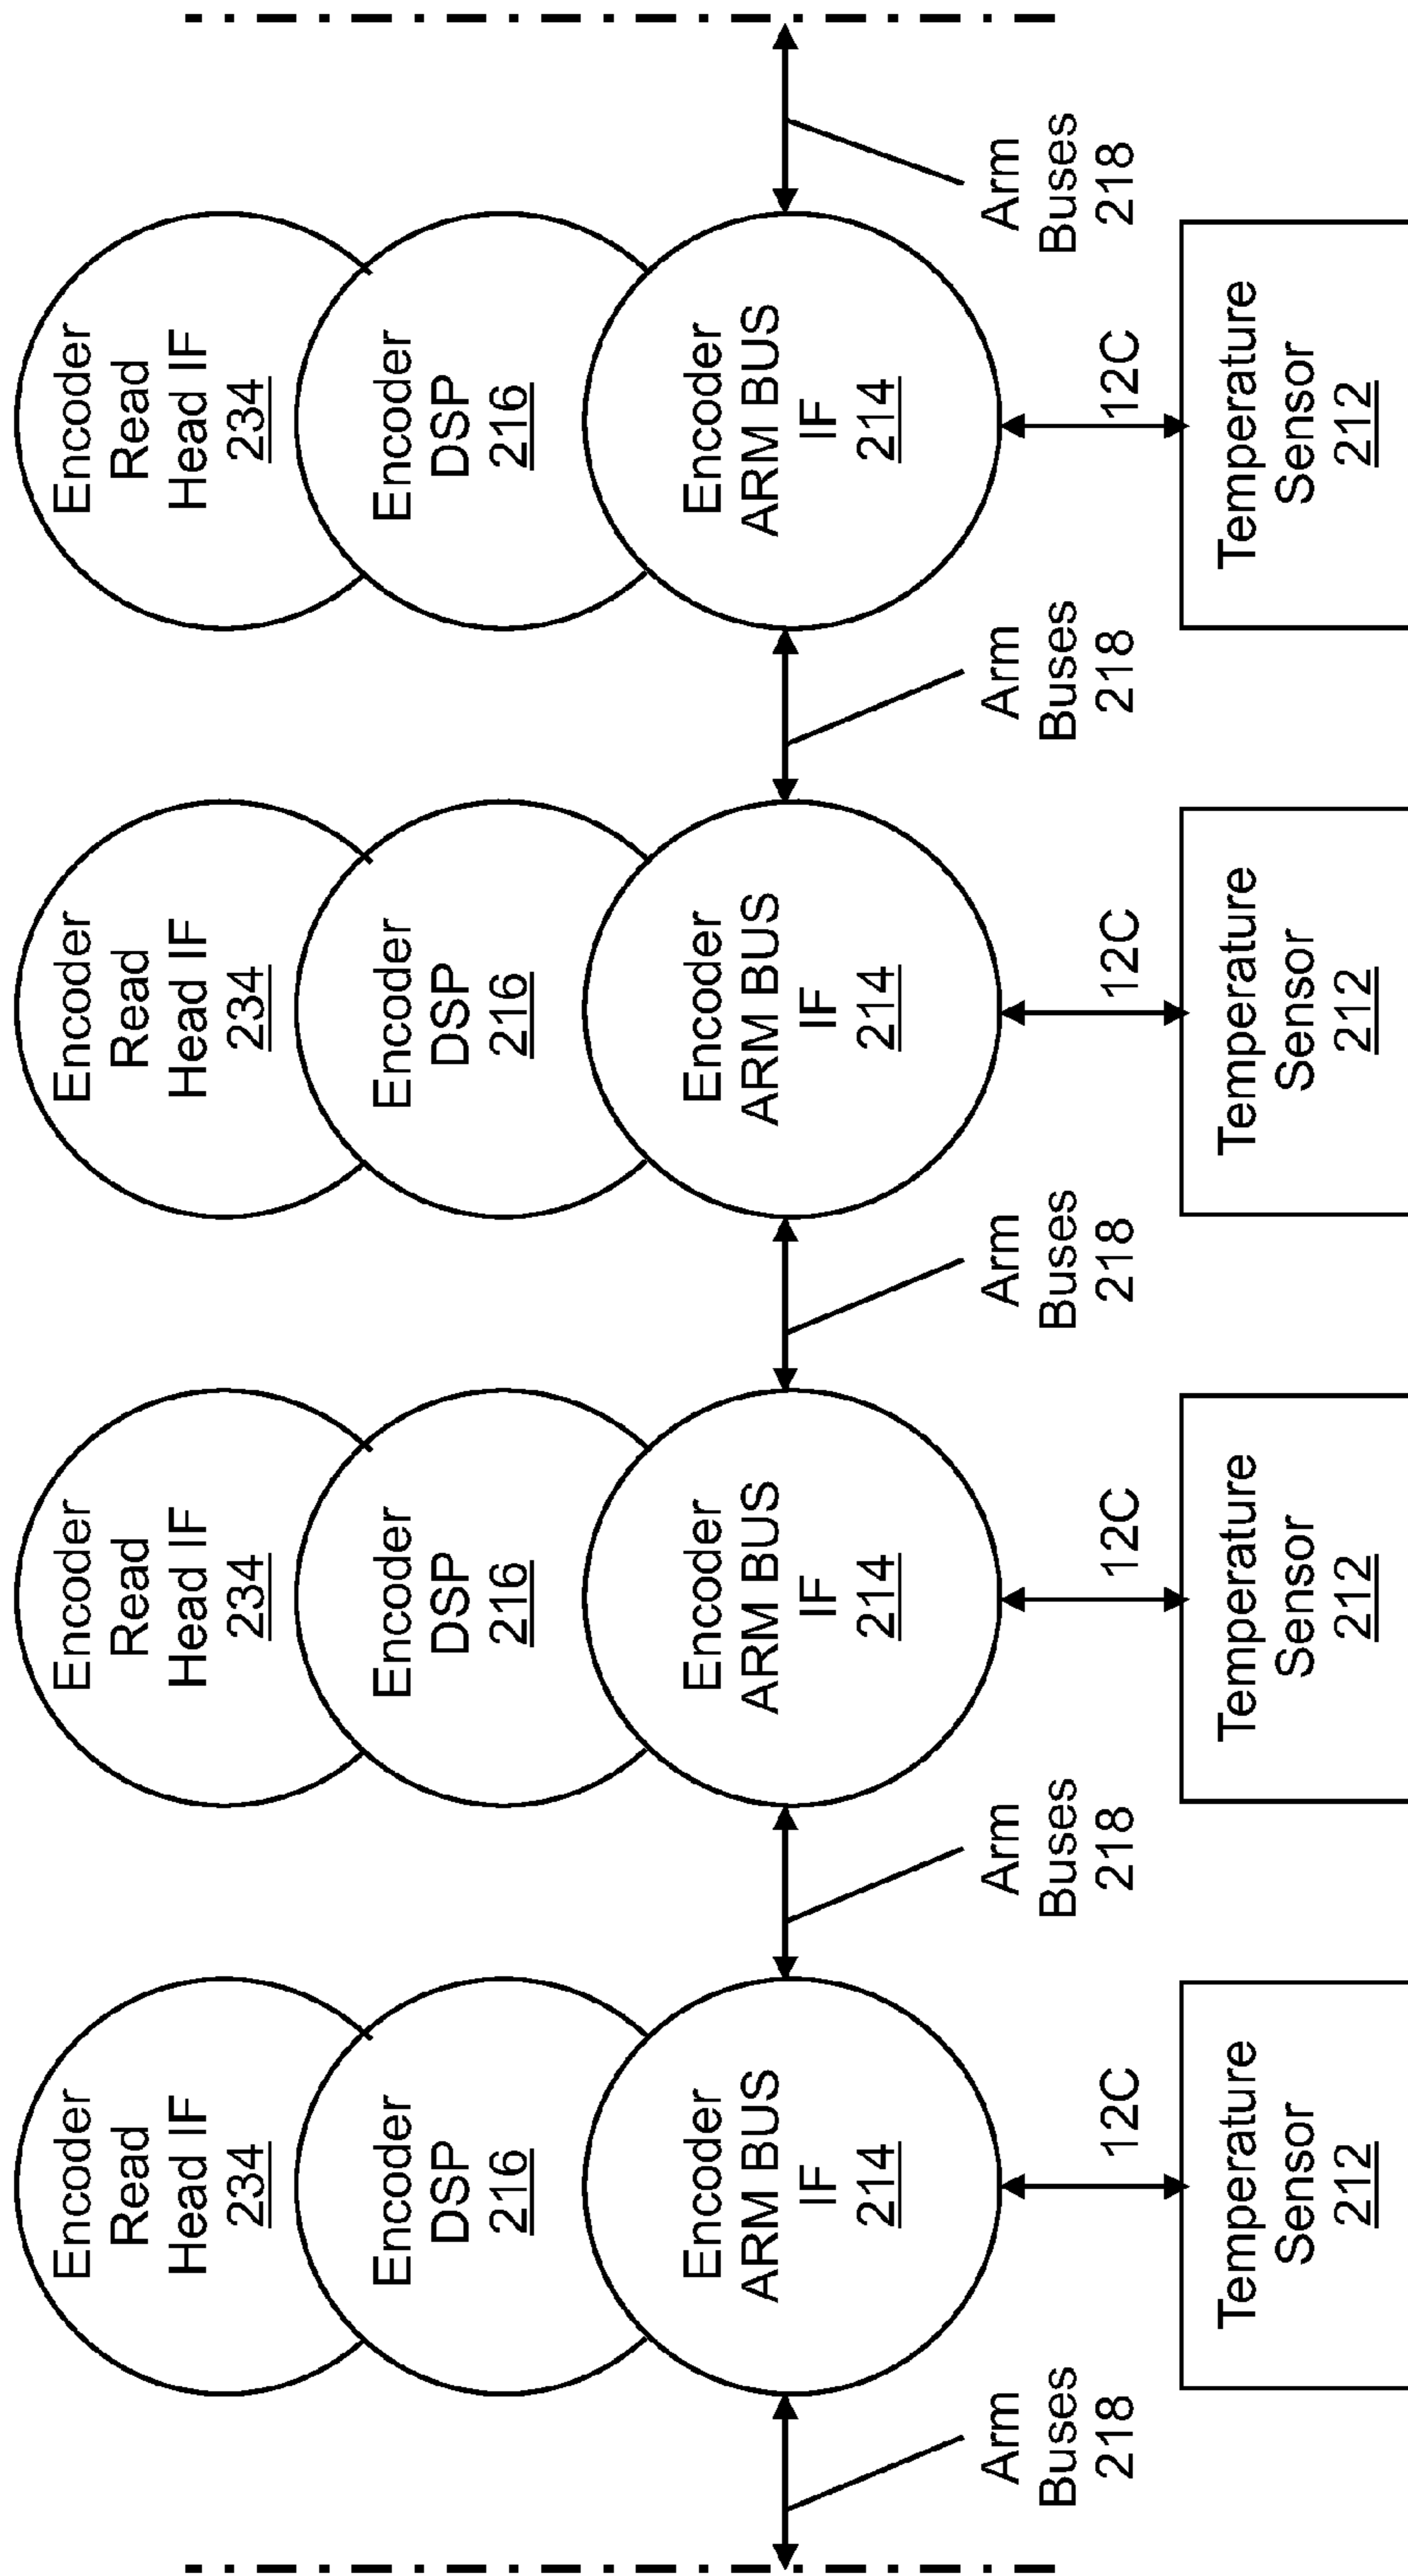 Encoder
Read
Head IF
234
Encoder
DSP
216
Encoder
ARM BUS
IF
214
12C
Temperature
Sensor
212
Arm
Buses
218
Encoder
Read
Head IF
234
Encoder
DSP
216
Encoder
ARM BUS
IF
214
12C
Temperature
Sensor
212
Arm
Buses
218
Encoder
Read
Head IF
234
Encoder
DSP
216
Encoder
ARM BUS
IF
214
12C
Temperature
Sensor
212
Arm
Buses
218
Encoder
Read
Head IF
234
Encoder
DSP
216
Encoder
ARM BUS
IF
214
12C
Temperature
Sensor
212
Arm
Buses
218
Arm
Buses
218